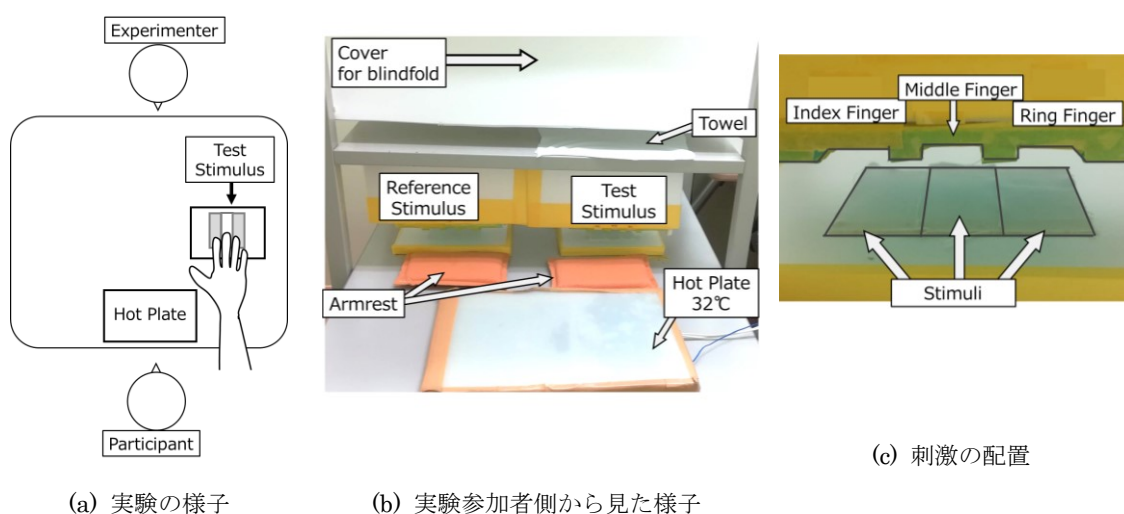 Experimenter
Test
Stimulus
Hot Plate
Participant
(a) 実験の様子
Cover
for blindfold
Towel
Reference
Stimulus
Test
Stimulus
Armrest
Hot Plate
32℃
(b) 実験参加者側から見た様子
Middle Finger
Index Finger
Ring Finger
Stimuli
(c) 刺激の配置